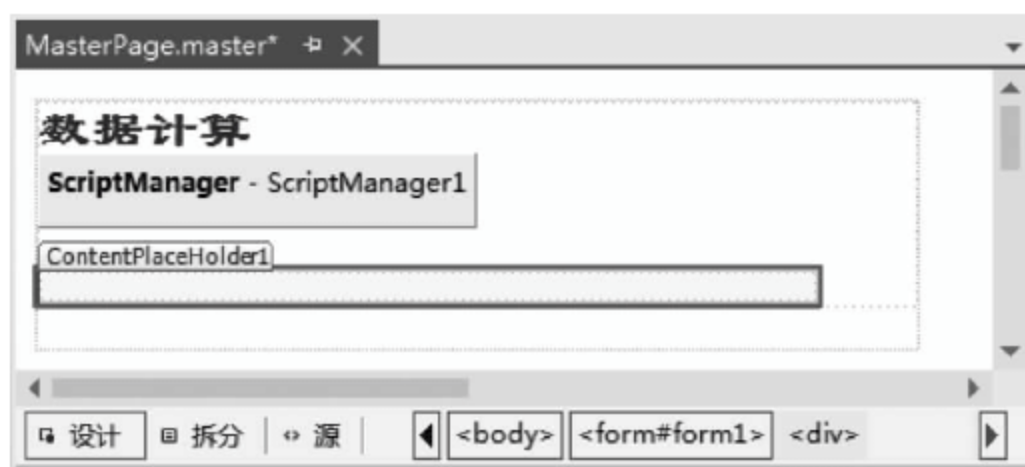 MasterPage.master*
数据计算
ScriptManager - ScriptManager1
ContentPlaceHolder1
设计 拆分 源 <body> <form#form1> <div>